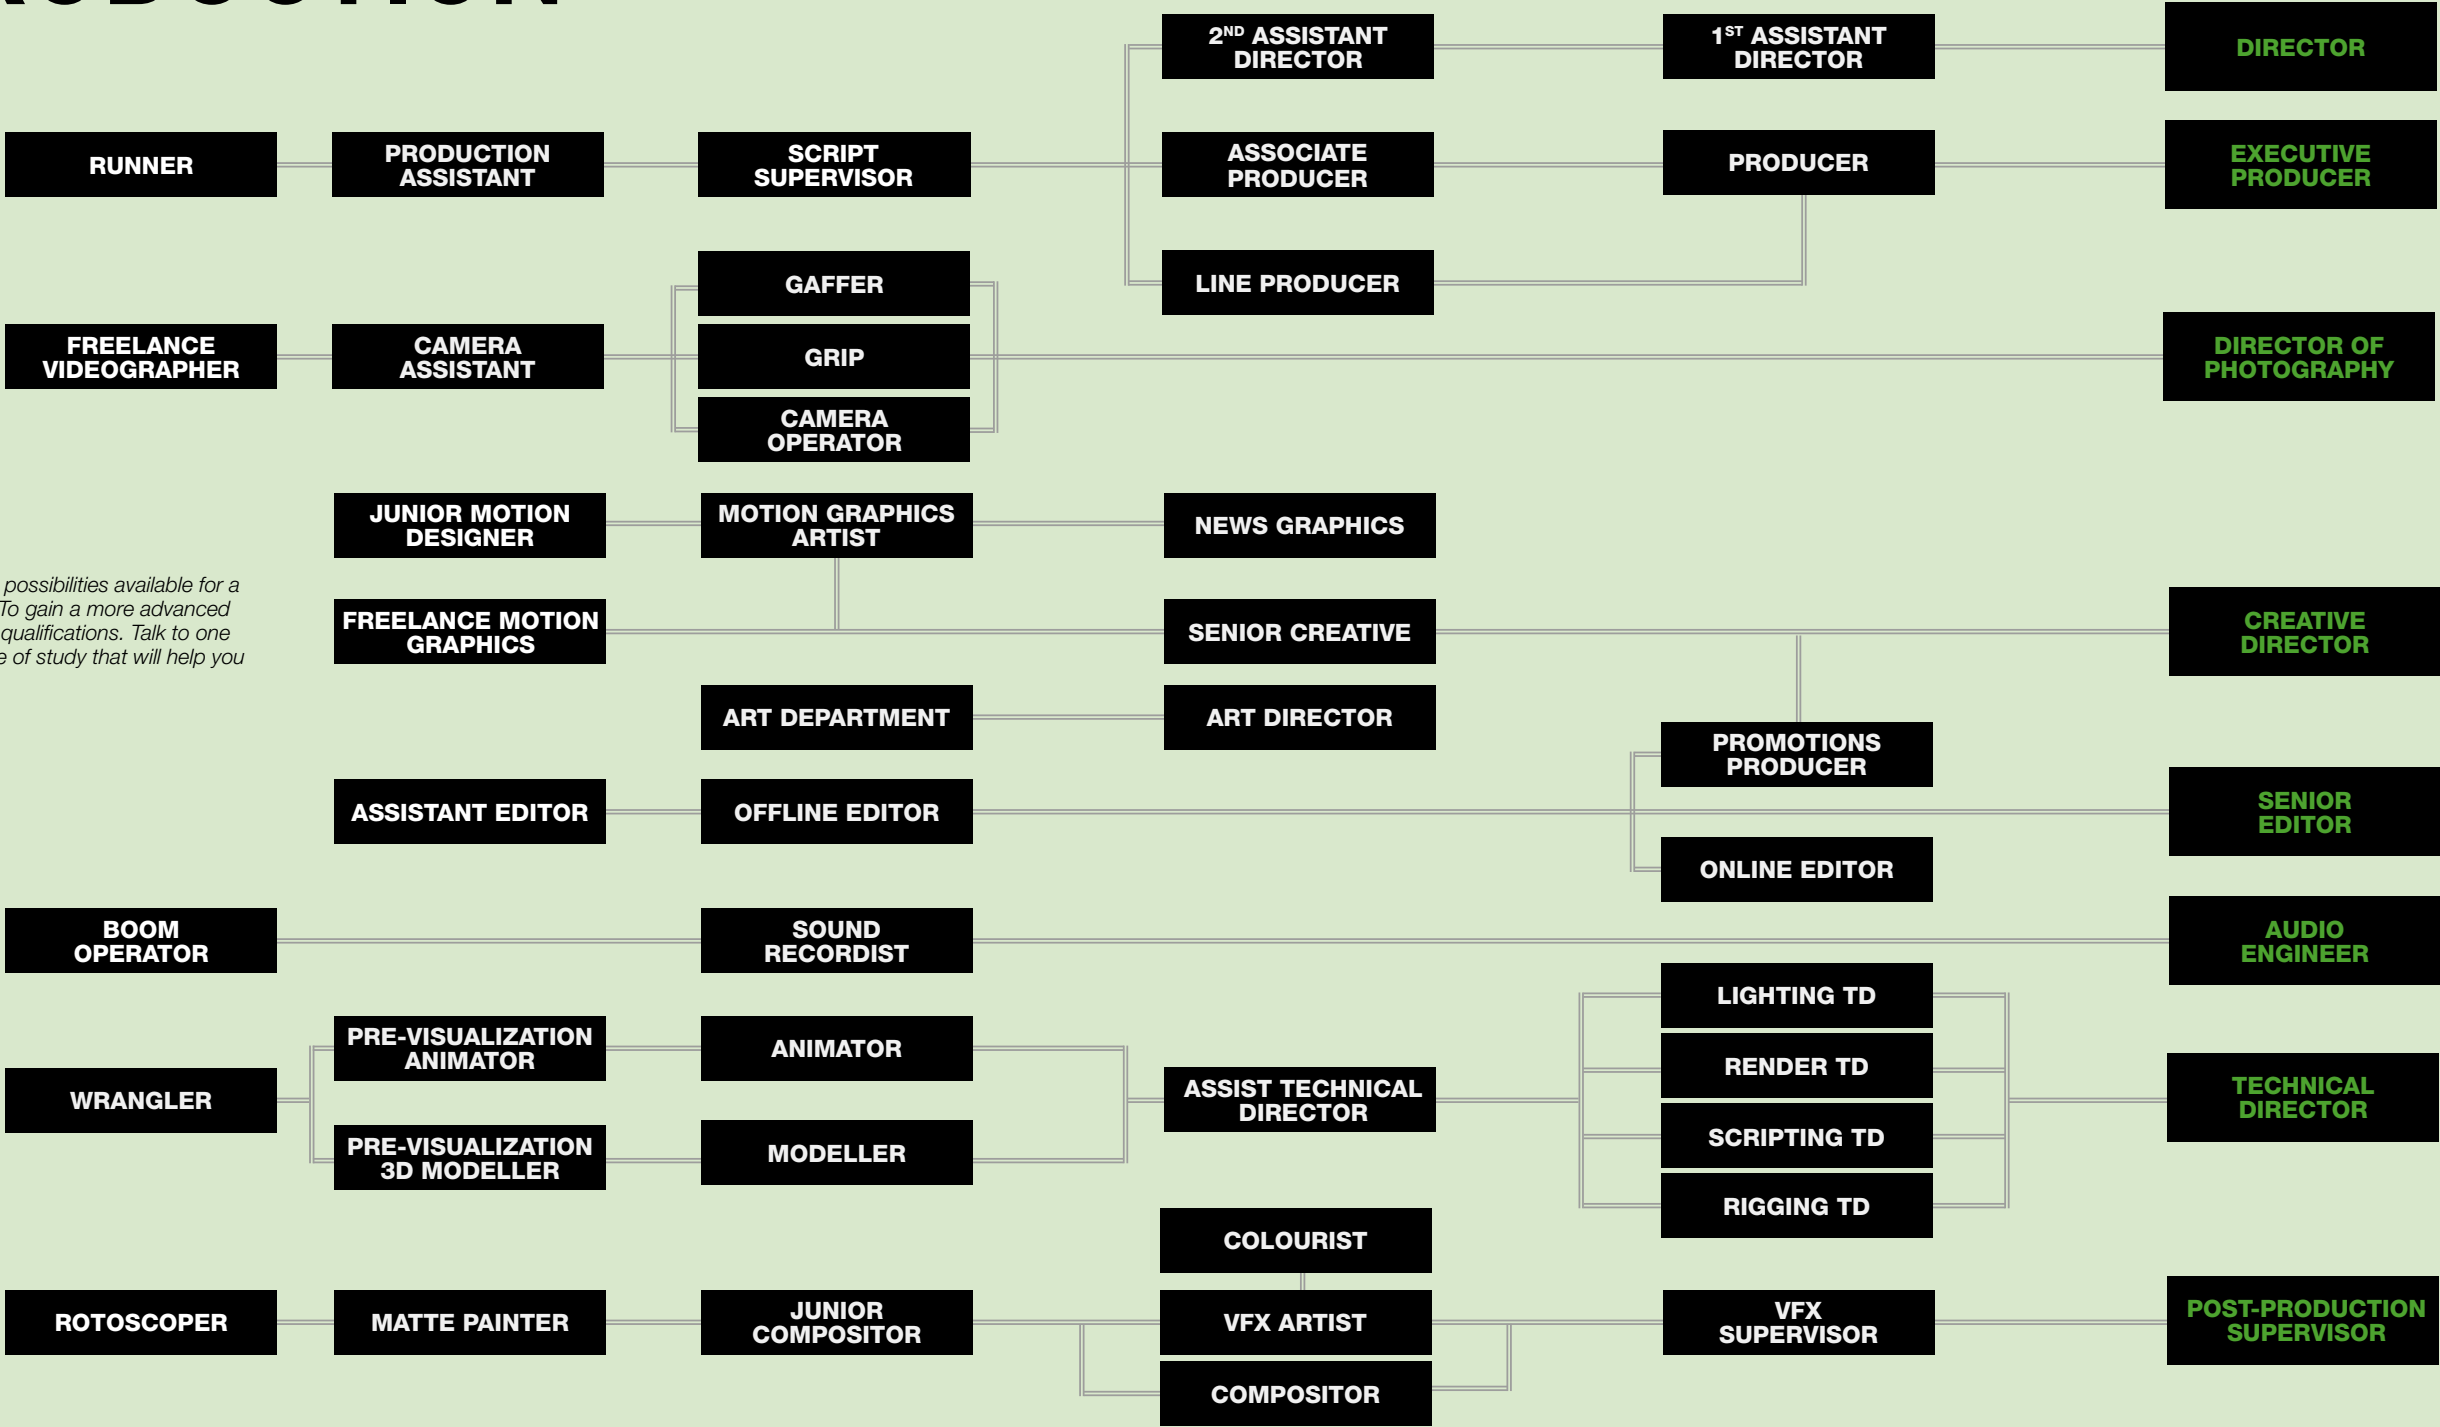 2ND ASSISTANT
DIRECTOR
1ST ASSISTANT
DIRECTOR
DIRECTOR
RUNNER
PRODUCTION
ASSISTANT
SCRIPT
SUPERVISOR
ASSOCIATE
PRODUCER
PRODUCER
EXECUTIVE
PRODUCER
LINE PRODUCER
GAFFER
FREELANCE
VIDEOGRAPHER
CAMERA
ASSISTANT
GRIP
DIRECTOR OF
PHOTOGRAPHY
CAMERA
OPERATOR
JUNIOR MOTION
DESIGNER
MOTION GRAPHICS
ARTIST
NEWS GRAPHICS
possibilities available for a
To gain a more advanced
qualifications. Talk to one
of study that will help you
FREELANCE MOTION
GRAPHICS
SENIOR CREATIVE
CREATIVE
DIRECTOR
ART DEPARTMENT
ART DIRECTOR
PROMOTIONS
PRODUCER
ASSISTANT EDITOR
OFFLINE EDITOR
SENIOR
EDITOR
ONLINE EDITOR
BOOM
OPERATOR
SOUND
RECORDIST
AUDIO
ENGINEER
LIGHTING TD
PRE-VISUALIZATION
ANIMATOR
ANIMATOR
RENDER TD
WRANGLER
ASSIST TECHNICAL
DIRECTOR
TECHNICAL
DIRECTOR
SCRIPTING TD
PRE-VISUALIZATION
3D MODELLER
MODELLER
RIGGING TD
COLOURIST
ROTOSCOPER
MATTE PAINTER
JUNIOR
COMPOSITOR
VFX ARTIST
VFX
SUPERVISOR
POST-PRODUCTION
SUPERVISOR
COMPOSITOR